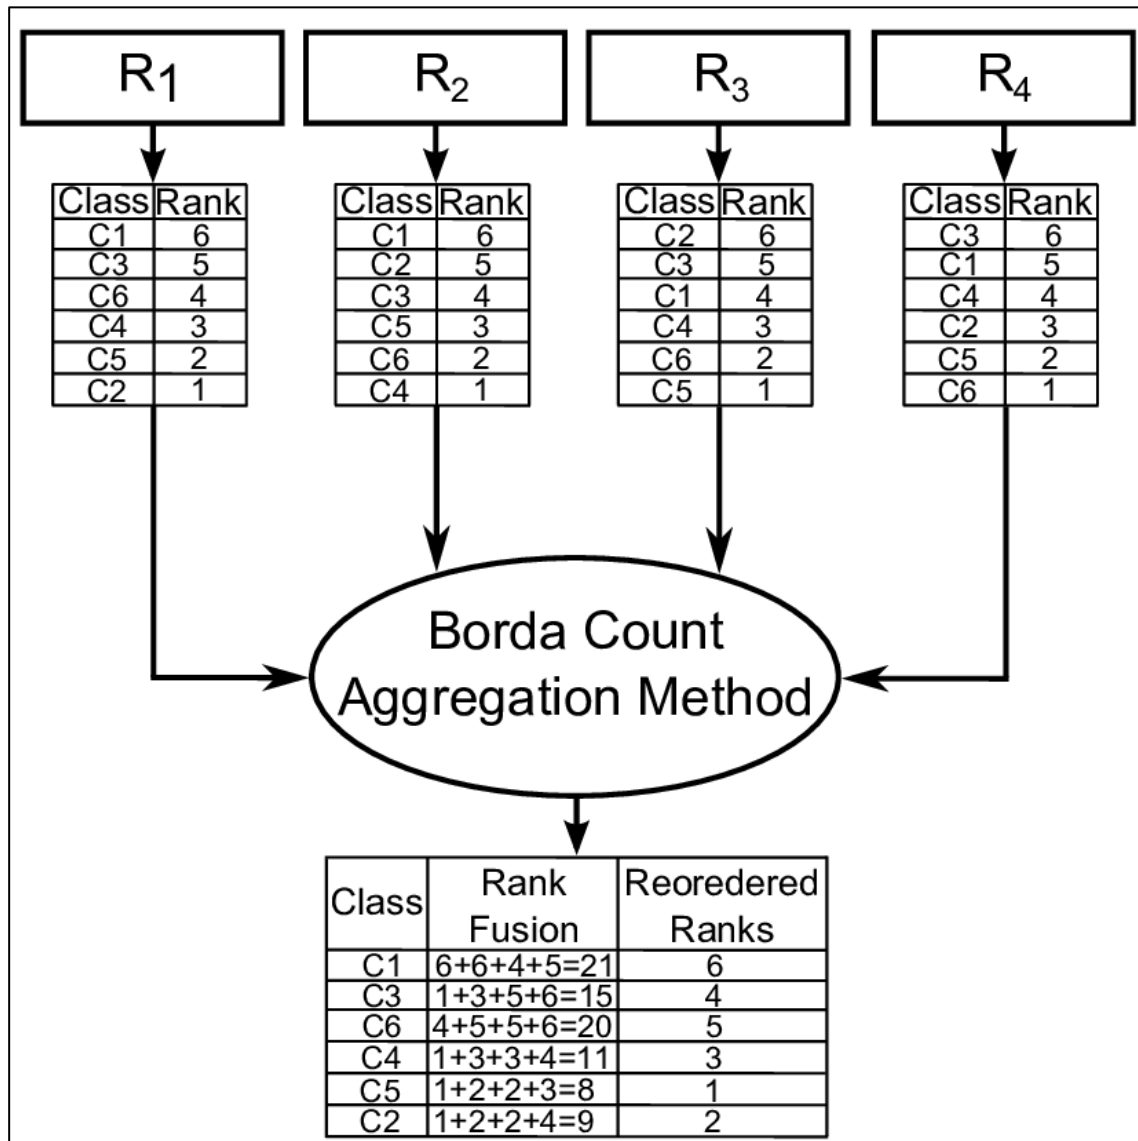 R1 R2 R3 R4
Class Rank Class Rank Class Rank Class Rank
C1 6 C1 6 C2 6 C3 6
C3 5 C2 5 C3 5 C1 5
C6 4 C3 4 C1 4 C4 4
C4 3 C5 3 C4 3 C2 3
C5 2 C6 2 C6 2 C5 2
C2 1 C4 1 C5 1 C6 1
Borda Count
Aggregation Method
Class Rank Fusion Reoredered Ranks
C1 6+6+4+5=21 6
C3 1+3+5+6=15 4
C6 4+5+5+6=20 5
C4 1+3+3+4=11 3
C5 1+2+2+3=8 1
C2 1+2+2+4=9 2